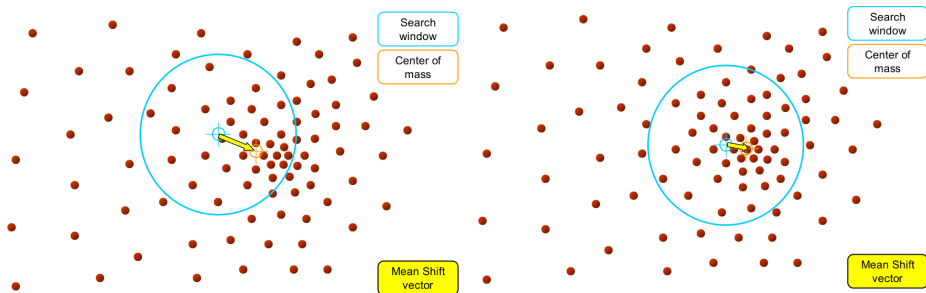 Search
window
Center of
mass
Mean Shift
vector
Search
window
Center of
mass
Mean Shift
vector